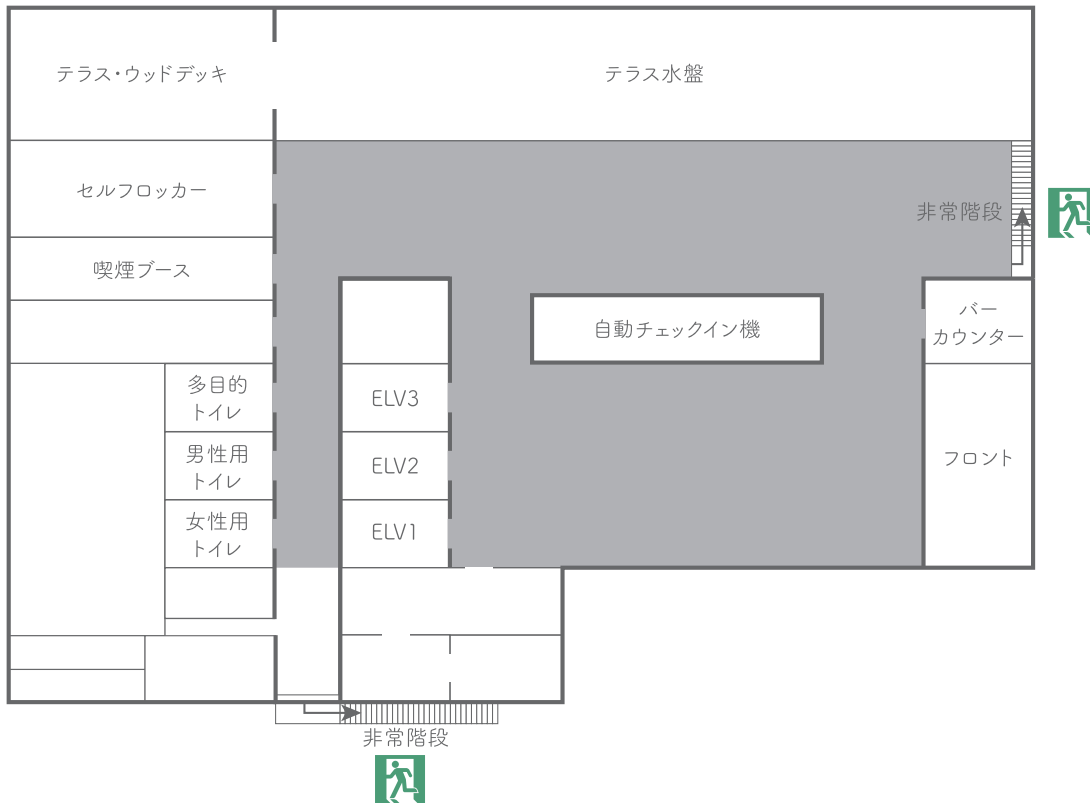 テラス・ウッドデッキ
テラス水盤
セルフロッカー
非常階段
喫煙ブース
自動チェックイン機
バー
カウンター
多目的
トイレ
ELV3
男性用
トイレ
ELV2
フロント
女性用
トイレ
ELV1
非常階段